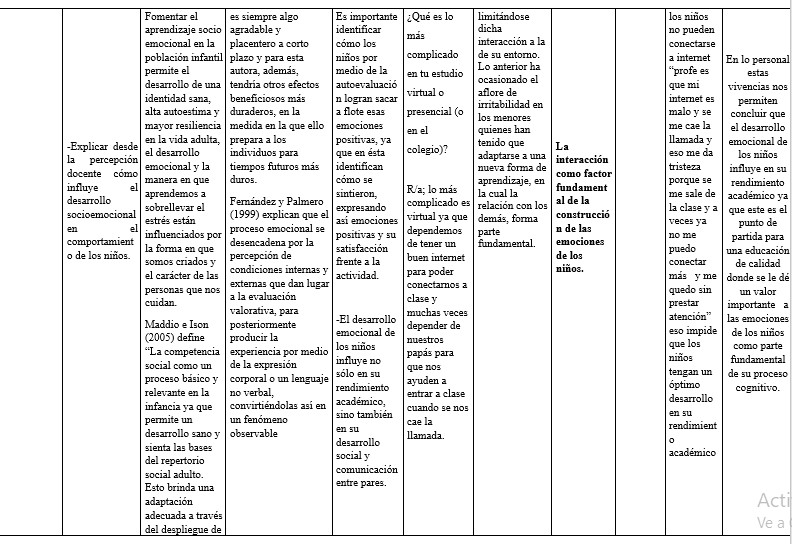 -Explicar desde
la percepción
docente cómo
influye el
desarrollo
socioemocional
en el
comportamient
o de los niños.
Fomentar el
aprendizaje socio
emocional en la
población infantil
permite el
desarrollo de una
identidad sana,
alta autoestima y
mayor resiliencia
en la vida adulta,
el desarrollo
emocional y la
manera en que
aprendemos a
sobrellevar el
estrés están
influenciados por
la forma en que
somos criados y
el carácter de las
personas que nos
cuidan.
Maddio e Ison
(2005) define
“La competencia
social como un
proceso básico y
relevante en la
infancia ya que
permite un
desarrollo sano y
sienta las bases
del repertorio
social adulto.
Esto brinda una
adaptación
adecuada a través
del despliegue de
es siempre algo
agradable y
placentero a corto
plazo y para esta
autora, además,
tendría otros efectos
beneficiosos más
duraderos, en la
medida en la que ello
prepara a los
individuos para
tiempos futuros más
duros.
Fernández y Palmero
(1999) explican que el
proceso emocional se
desencadena por la
percepción de
condiciones internas y
externas que dan lugar
a la evaluación
valorativa, para
posteriormente
producir la
experiencia por medio
de la expresión
corporal o un lenguaje
no verbal,
convirtiéndolas así en
un fenómeno
observable
Es importante
identificar
cómo los
niños por
medio de la
autoevaluació
n logran sacar
a flote esas
emociones
positivas, ya
que en ésta
identifican
cómo se
sintieron,
expresando
así emociones
positivas y su
satisfacción
frente a la
actividad.
-El desarrollo
emocional de
los niños
influye no
sólo en su
rendimiento
académico,
sino también
en su
desarrollo
social y
comunicación
entre pares.
¿Qué es lo
más
complicado
en tu estudio
virtual o
presencial (o
en el
colegio)?
R/a; lo más
complicado es
virtual ya que
dependemos
de tener un
buen internet
para poder
conectarnos a
clase y
muchas veces
depender de
nuestros
papás para
que nos
ayuden a
entrar a clase
cuando se nos
cae la
llamada.
limitándose
dicha
interacción a la
de su entorno.
Lo anterior ha
ocasionado el
aflore de
irritabilidad en
los menores
quienes han
tenido que
adaptarse a una
nueva forma de
aprendizaje, en
la cual la
relación con los
demás, forma
parte
fundamental.
La
interacción
como factor
fundament
al de la
construcció
n de las
emociones
de los
niños.
los niños
no pueden
conectarse
a internet
“profe es
que mi
internet es
malo y se
me cae la
llamada y
eso me da
tristeza
porque se
me sale de
la clase y a
veces ya
no me
puedo
conectar
más y me
quedo sin
prestar
atención”
eso impide
que los
niños
tengan un
óptimo
desarrollo
en su
rendimient
o
académico
En lo personal
estas
vivencias nos
permiten
concluir que
el desarrollo
emocional de
los niños
influye en su
rendimiento
académico ya
que este es el
punto de
partida para
una educación
de calidad
donde se le dé
un valor
importante a
las emociones
de los niños
como parte
fundamental
de su proceso
cognitivo.
Acti
Ve a